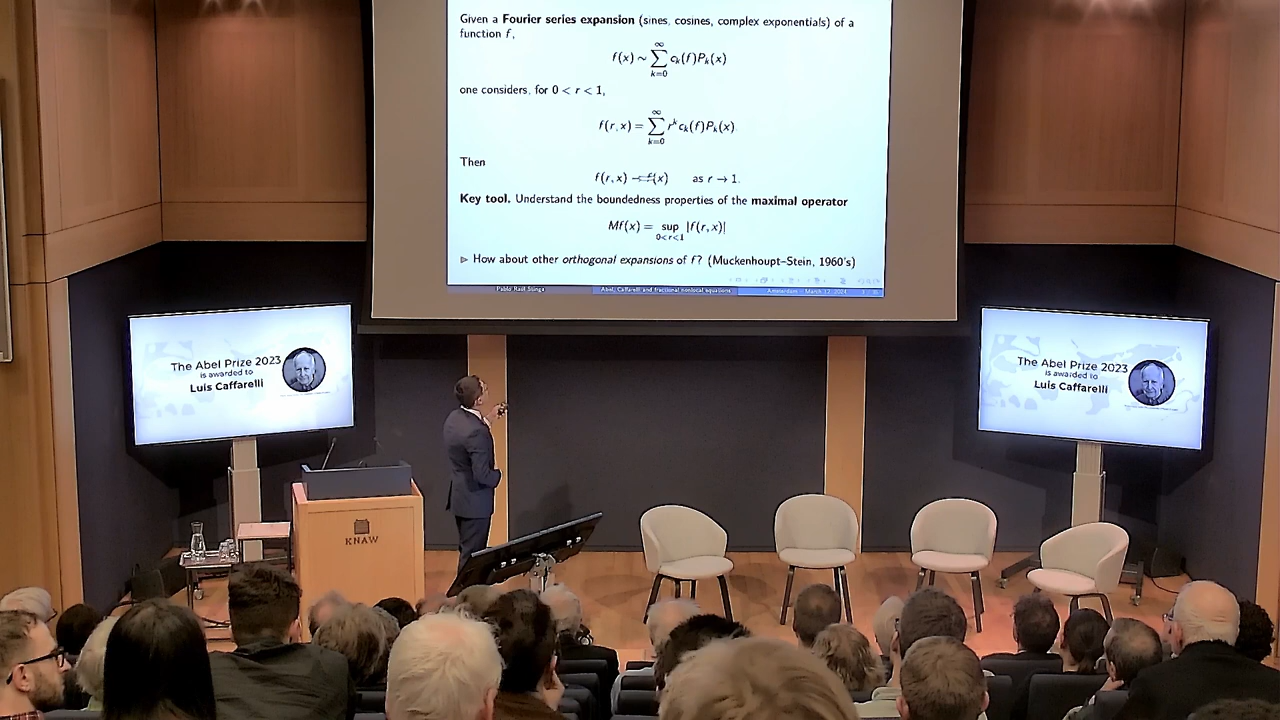 Given a Fourier series expansion (sines, cosines, complex exponentials) of a
function f,
f(x) ∼ ∑_{k=0}^{∞} c_k(f)P_k(x)
one considers, for 0 < r < 1,
f(r, x) = ∑_{k=0}^{∞} r^k c_k(f)P_k(x).
Then
f(r, x) → f(x) as r → 1.
Key tool. Understand the boundedness properties of the maximal operator
Mf(x) = sup_{0<r<1} |f(r, x)|
▷ How about other orthogonal expansions of f? (Muckenhoupt–Stein, 1960's)
Pablo Raúl Stinga Abel, Caffarelli and fractional nonlocal equations Amsterdam – March 12, 2024
The Abel Prize 2023
is awarded to
Luis Caffarelli
The Abel Prize 2023
is awarded to
Luis Caffarelli
KNAW